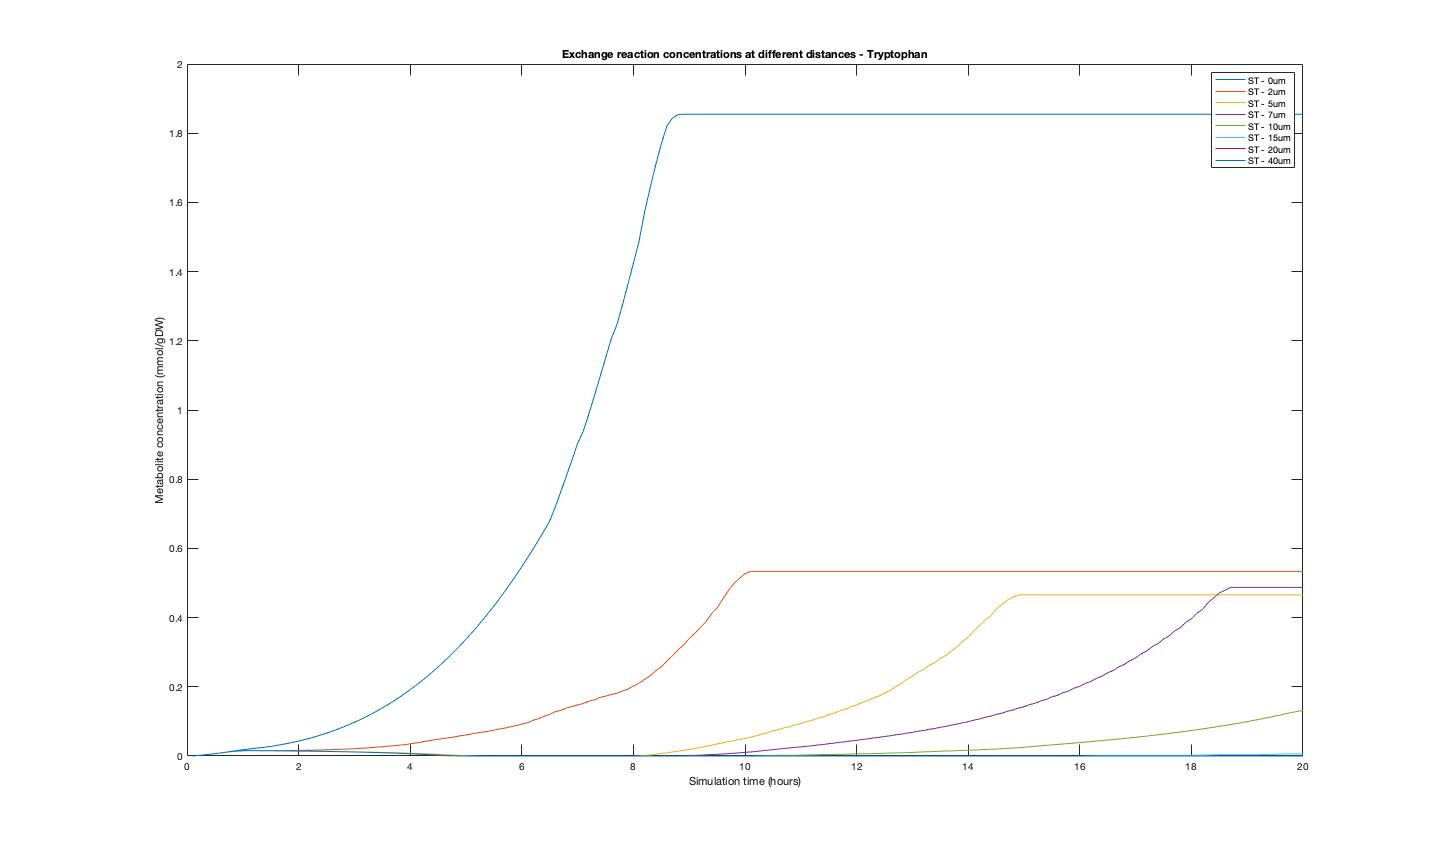 Exchange reaction concentrations at different distances - Tryptophan
2
1.8
1.6
1.4
1.2
1
0.8
0.6
0.4
0.2
0
Metabolite concentration (mmol/gDW)
ST - 0um
ST - 2um
ST - 5um
ST - 7um
ST - 10um
ST - 15um
ST - 20um
ST - 40um
0 2 4 6 8 10 12 14 16 18 20
Simulation time (hours)